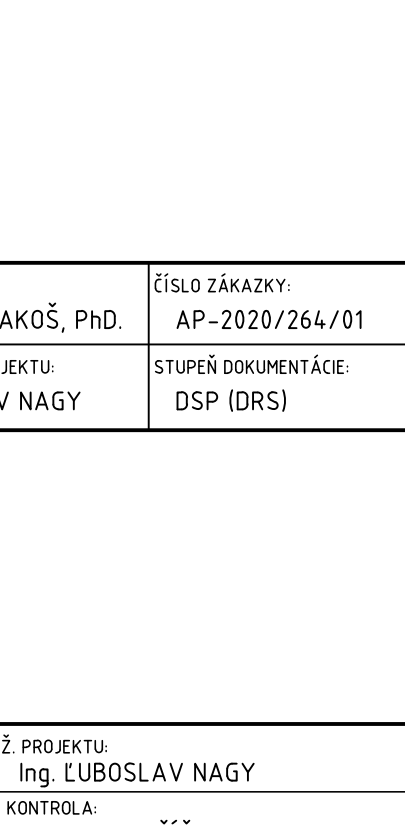 ČÍSLO ZÁKAZKY:
AKOŠ, PhD. AP-2020/264/01
JEKTU: STUPEŇ DOKUMENTÁCIE:
V NAGY DSP (DRS)
Ž. PROJEKTU:
Ing. ĽUBOSLAV NAGY
KONTROLA: